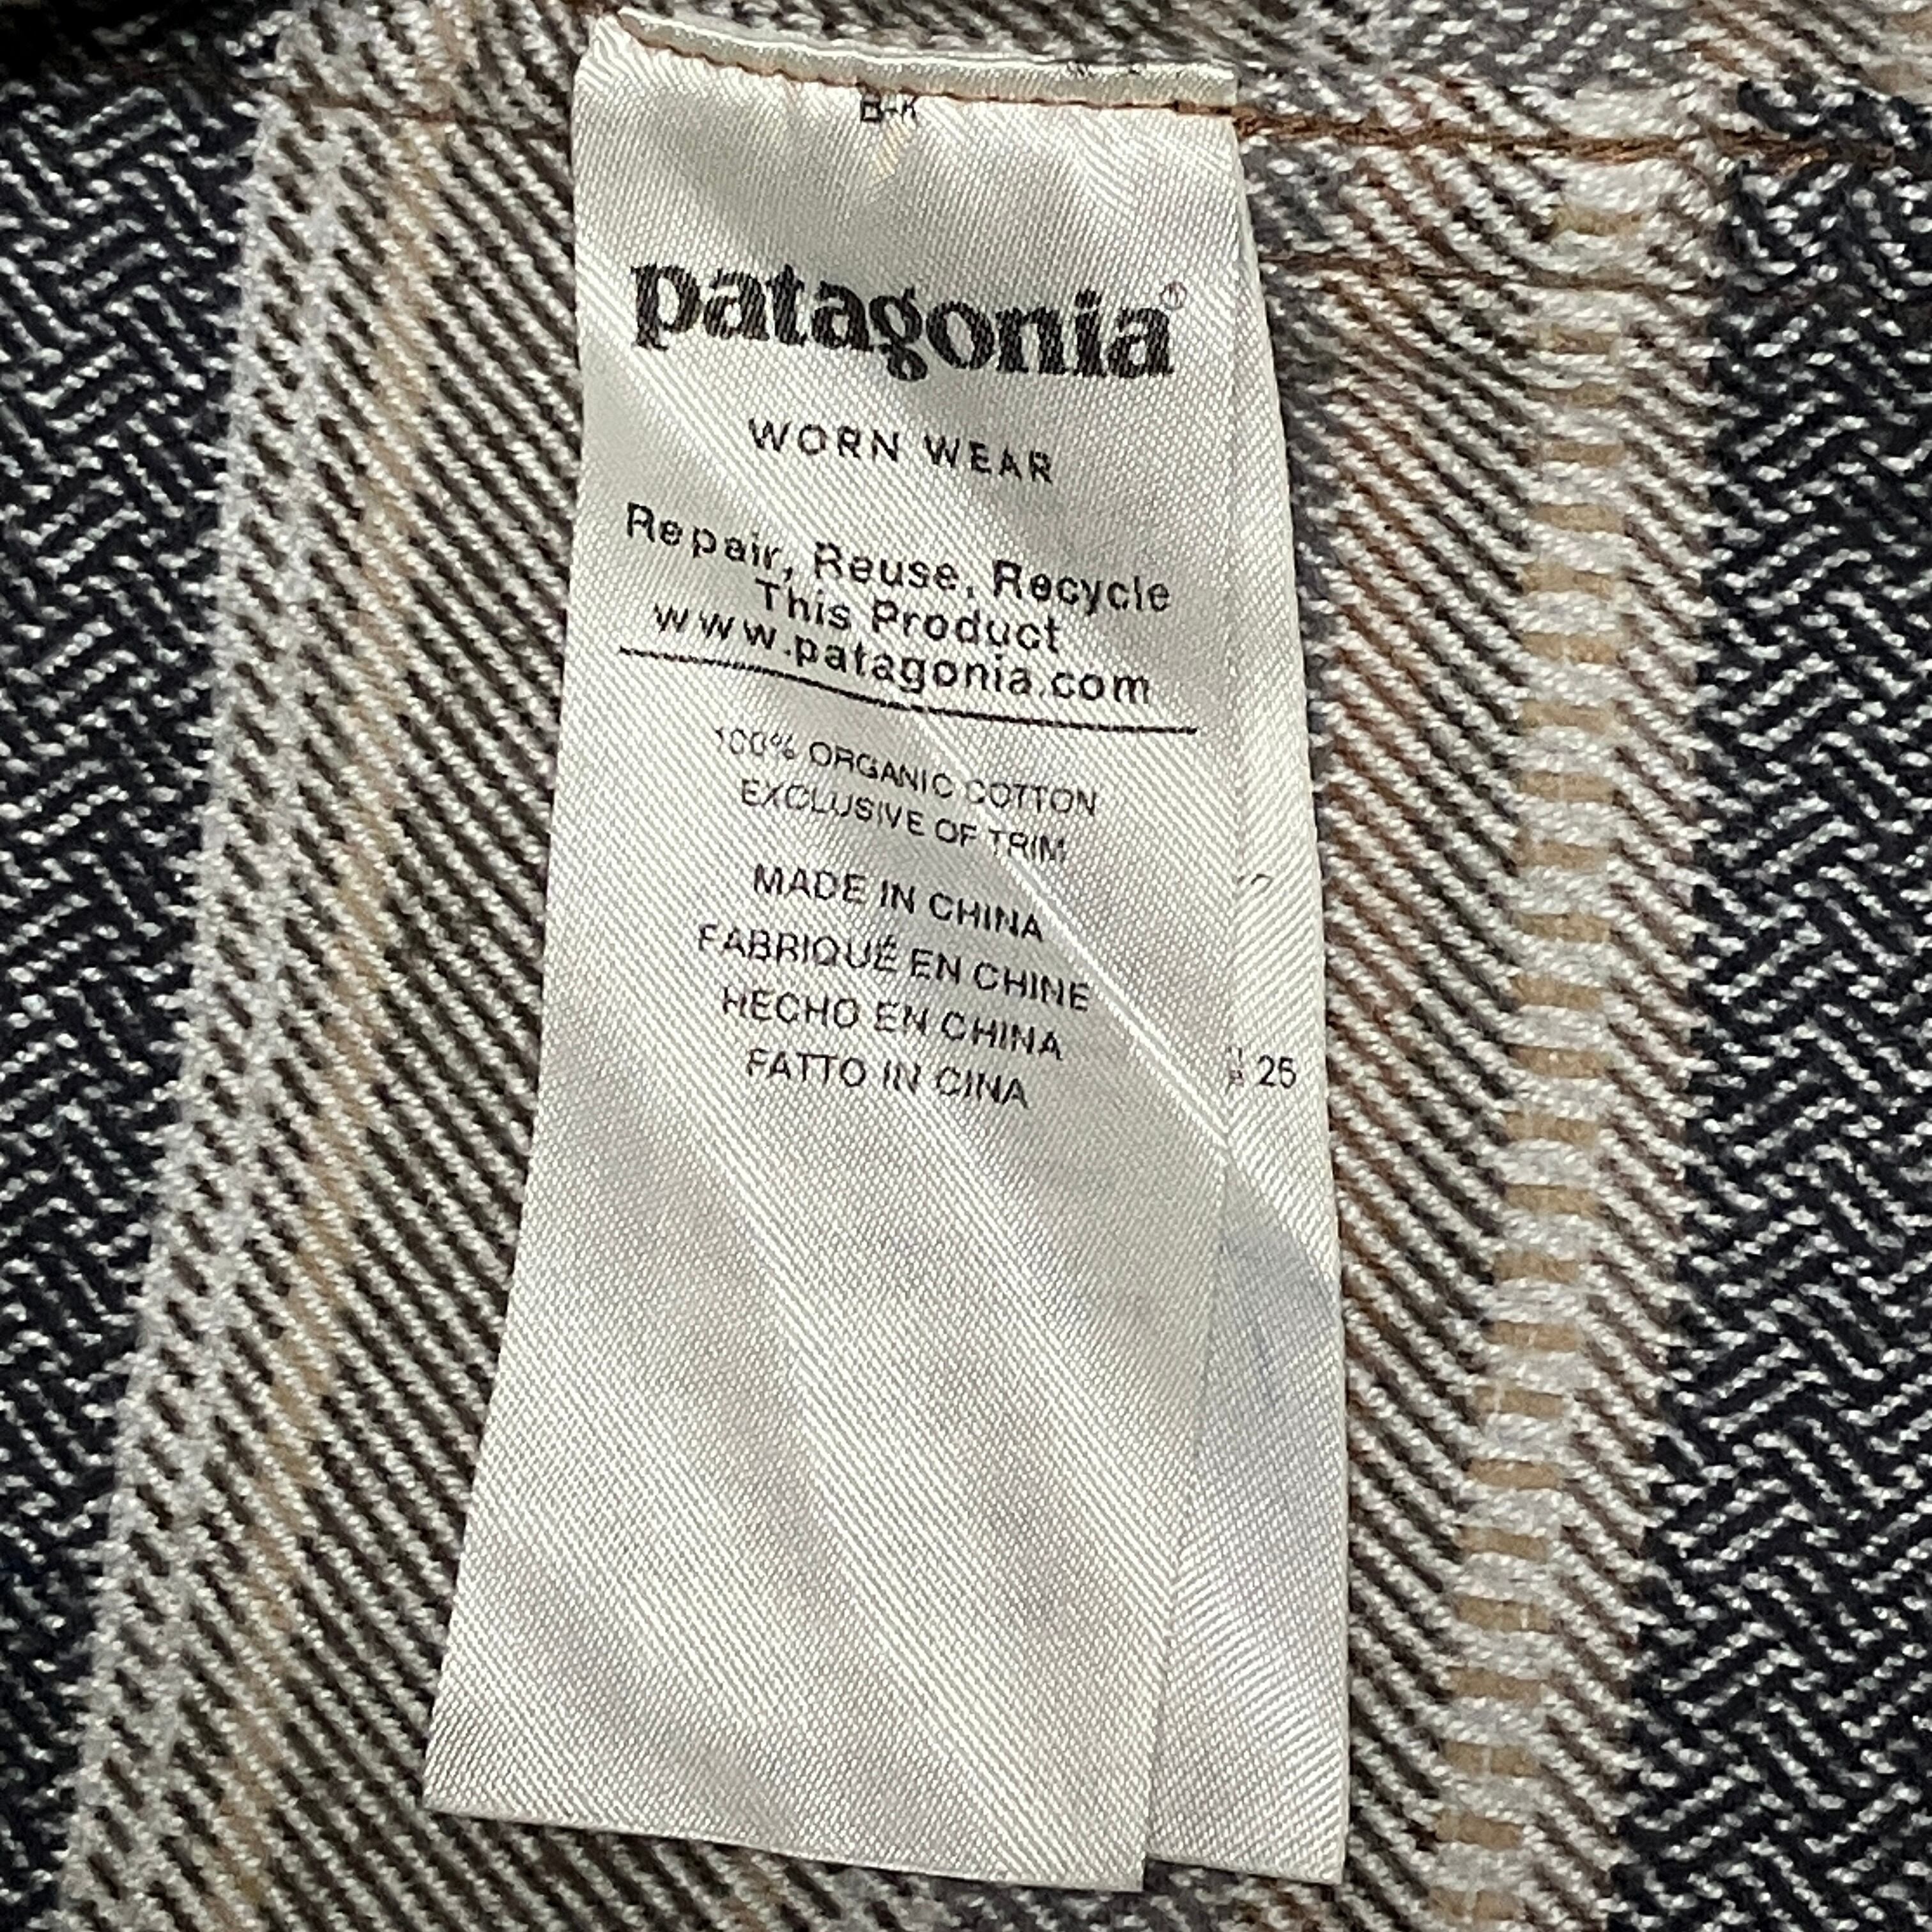 B-K
patagonia®
WORN WEAR
Repair, Reuse, Recycle
This Product
www.patagonia.com
100% ORGANIC COTTON
EXCLUSIVE OF TRIM
MADE IN CHINA
FABRIQUÉ EN CHINE
HECHO EN CHINA
FATTO IN CINA
25